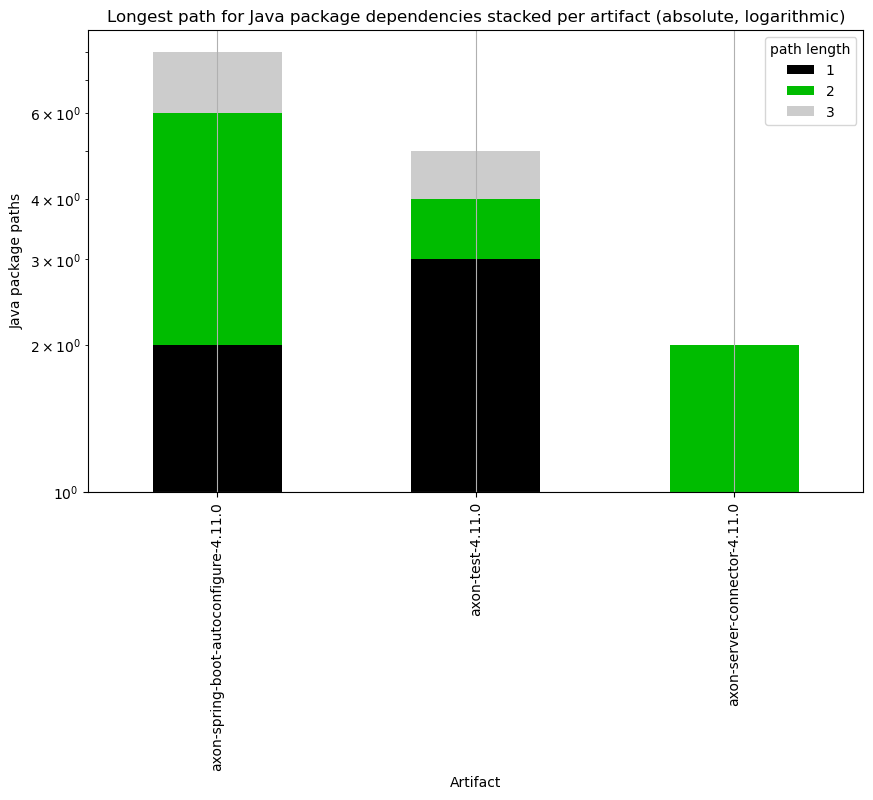 Longest path for Java package dependencies stacked per artifact (absolute, logarithmic)
path length
1
2
3
6 × 10⁰
4 × 10⁰
3 × 10⁰
2 × 10⁰
10⁰
Java package paths
axon-spring-boot-autoconfigure-4.11.0
axon-test-4.11.0
axon-server-connector-4.11.0
Artifact